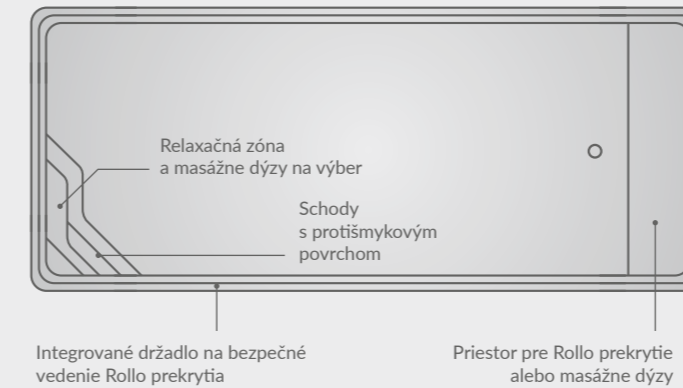 Relaxačná zóna
a masážne dýzy na výber
Schody
s protišmykovým
povrchom
Integrované držadlo na bezpečné
vedenie Rollo prekrytia
Priestor pre Rollo prekrytie
alebo masážne dýzy